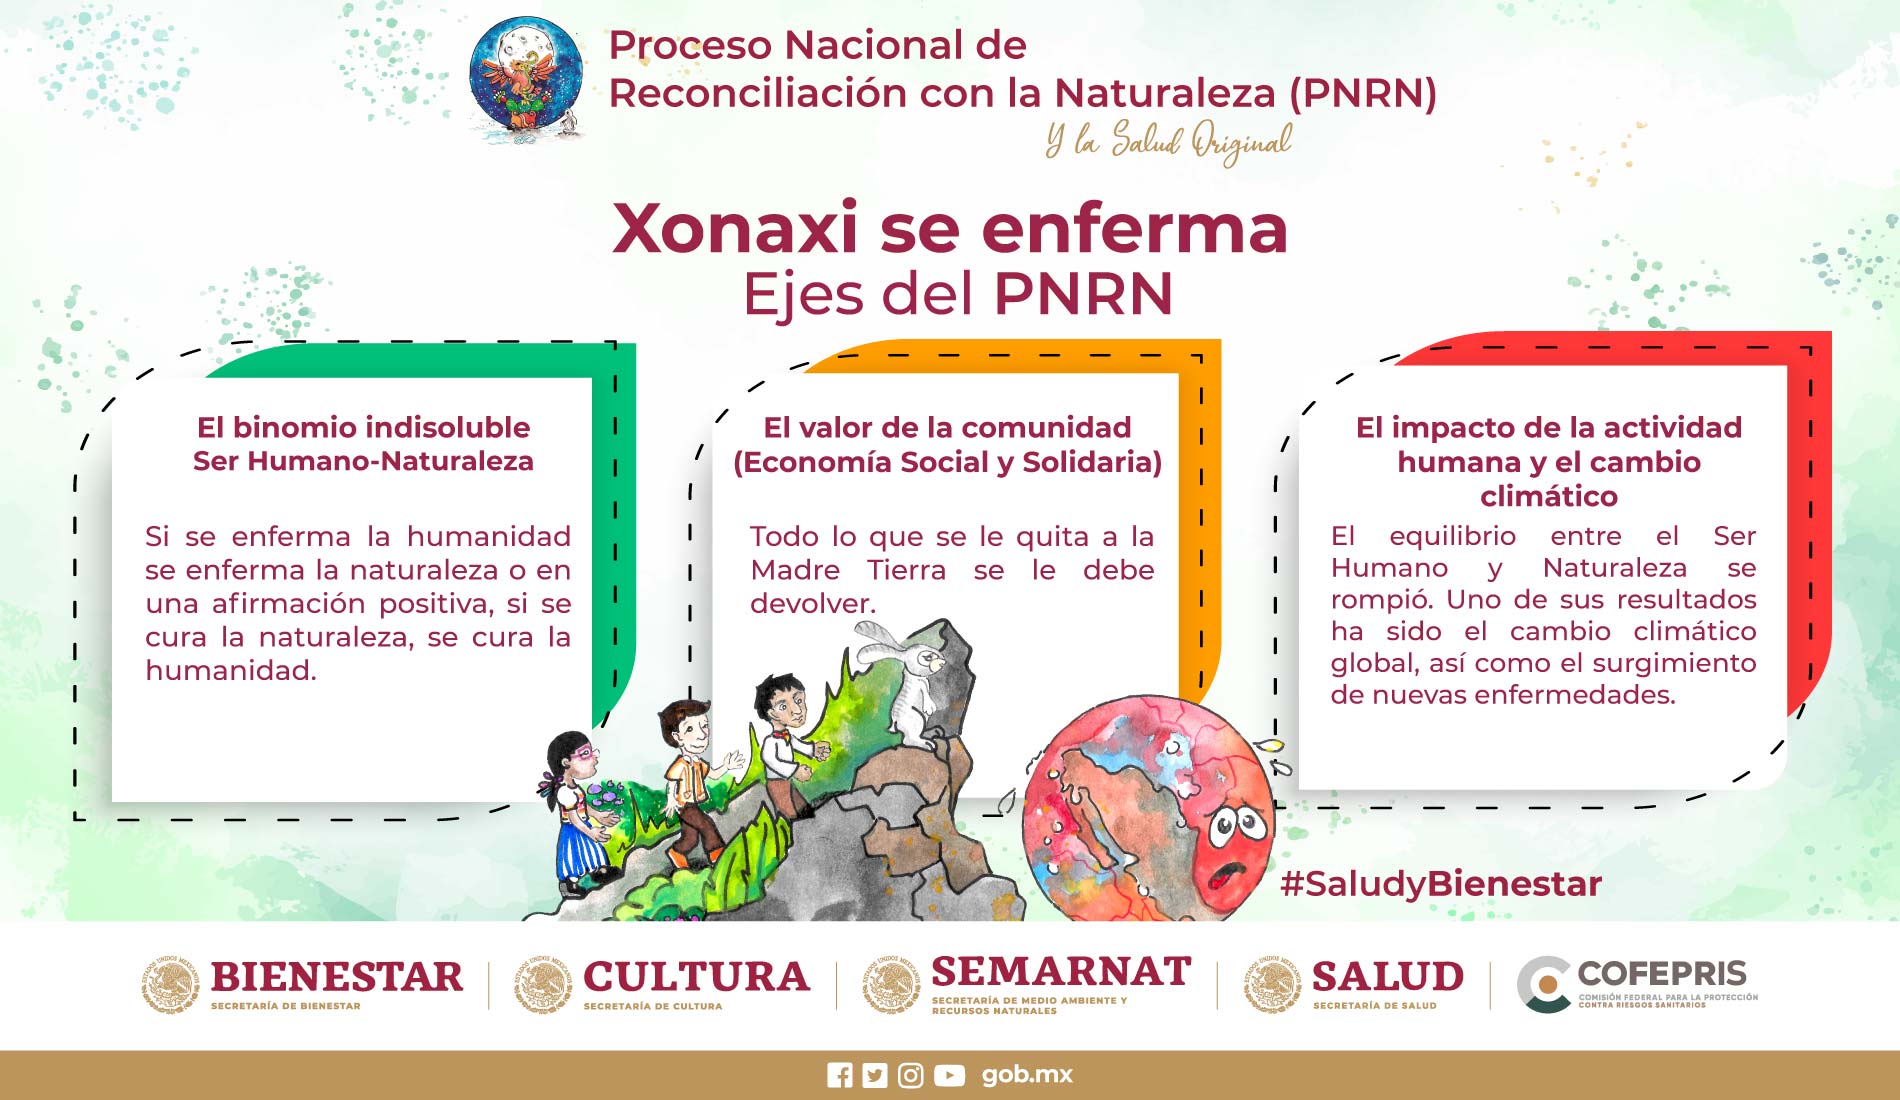 Proceso Nacional de
Reconciliación con la Naturaleza (PNRN)
Y la Salud Original
Xonaxi se enferma
Ejes del PNRN
El binomio indisoluble
Ser Humano-Naturaleza
Si se enferma la humanidad
se enferma la naturaleza o en
una afirmación positiva, si se
cura la naturaleza, se cura la
humanidad.
El valor de la comunidad
(Economía Social y Solidaria)
Todo lo que se le quita a la
Madre Tierra se le debe
devolver.
El impacto de la actividad
humana y el cambio
climático
El equilibrio entre el Ser
Humano y Naturaleza se
rompió. Uno de sus resultados
ha sido el cambio climático
global, así como el surgimiento
de nuevas enfermedades.
#SaludyBienestar
BIENESTAR
SECRETARÍA DE BIENESTAR
CULTURA
SECRETARÍA DE CULTURA
SEMARNAT
SECRETARÍA DE MEDIO AMBIENTE Y
RECURSOS NATURALES
SALUD
SECRETARÍA DE SALUD
COFEPRIS
COMISIÓN FEDERAL PARA LA PROTECCIÓN
CONTRA RIESGOS SANITARIOS
gob.mx